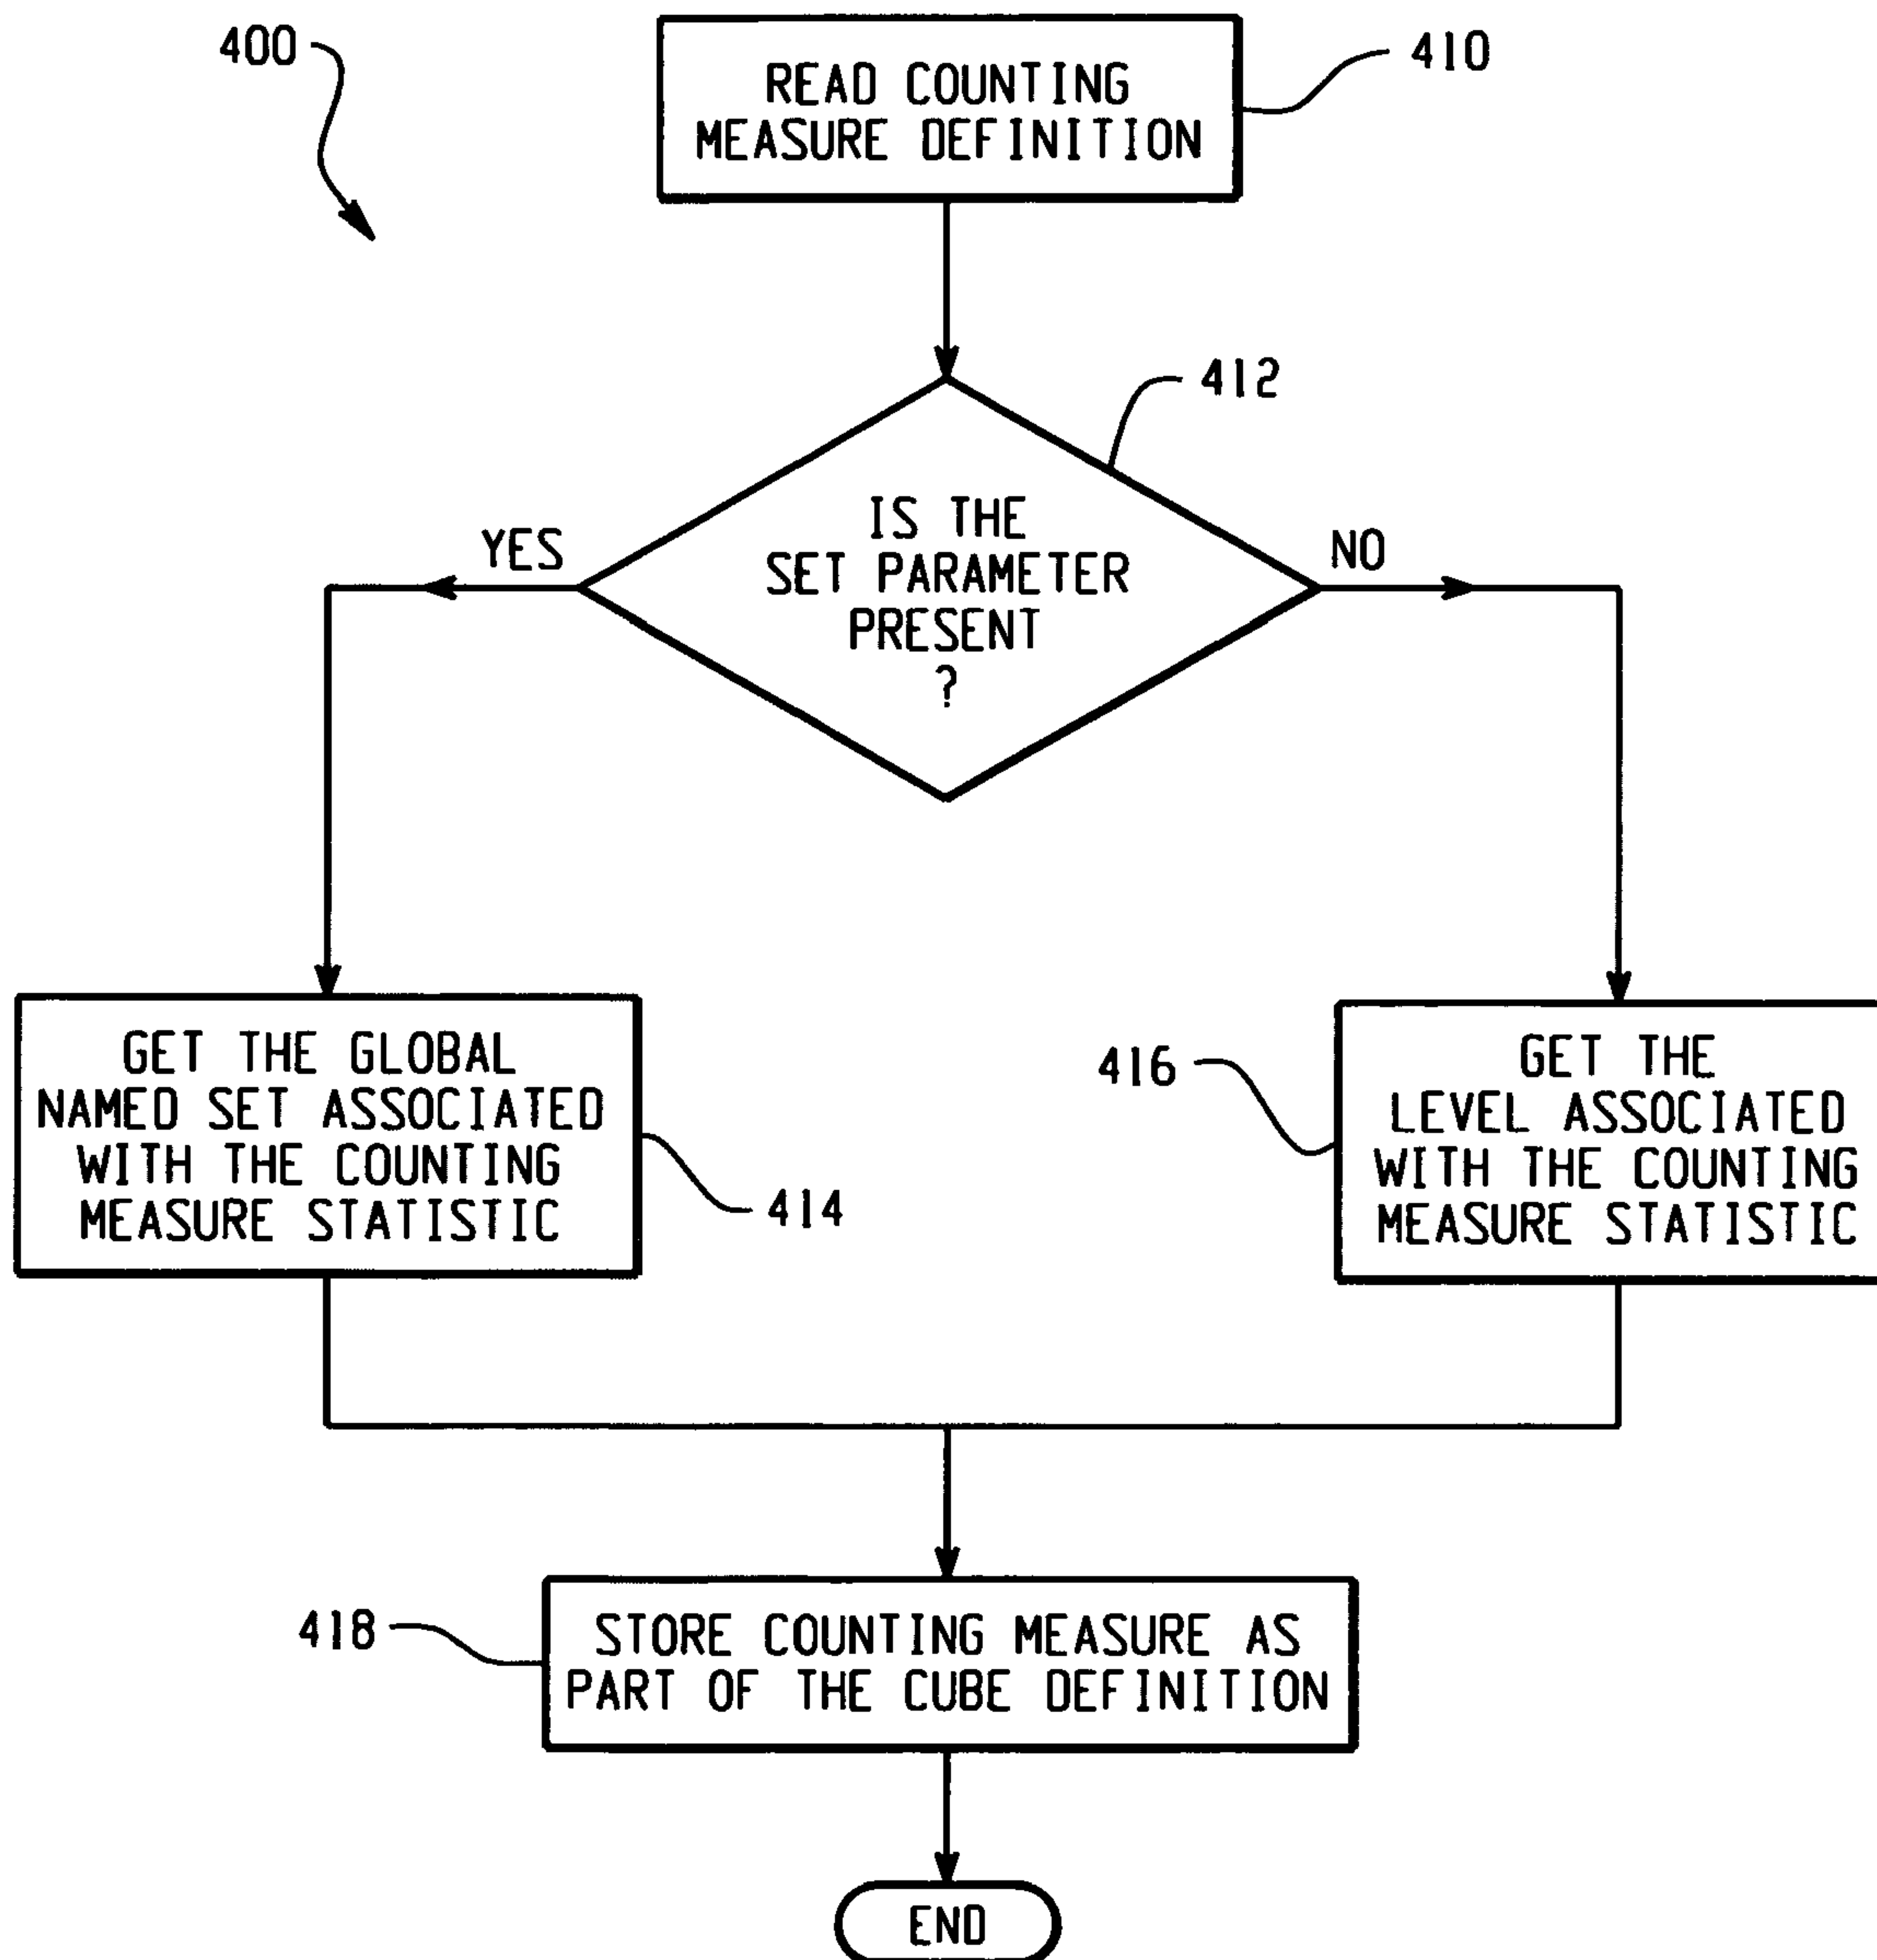 400
READ COUNTING
MEASURE DEFINITION
410
412
IS THE
SET PARAMETER
PRESENT
?
YES
NO
GET THE GLOBAL
NAMED SET ASSOCIATED
WITH THE COUNTING
MEASURE STATISTIC
414
416
GET THE
LEVEL ASSOCIATED
WITH THE COUNTING
MEASURE STATISTIC
418
STORE COUNTING MEASURE AS
PART OF THE CUBE DEFINITION
END